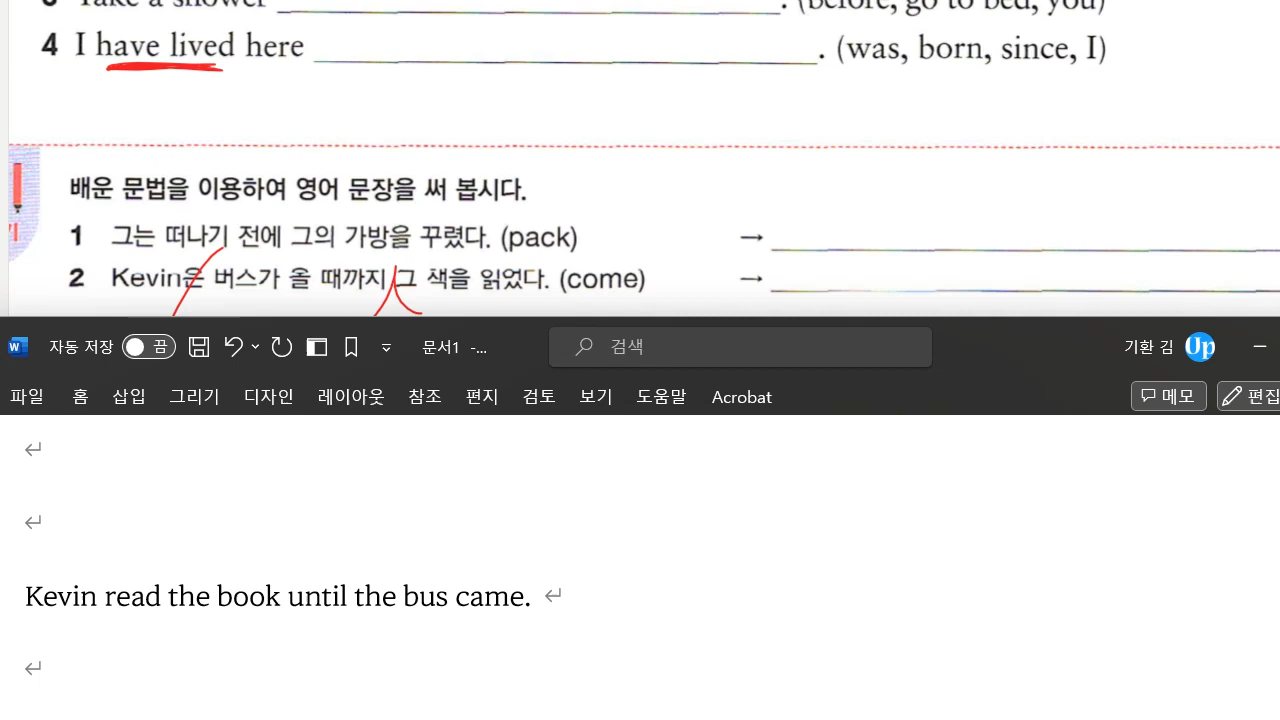 3 Take a shower ____. (before, go to bed, you)
4 I have lived here ____. (was, born, since, I)
배운 문법을 이용하여 영어 문장을 써 봅시다.
1 그는 떠나기 전에 그의 가방을 꾸렸다. (pack) → ____
2 Kevin은 버스가 올 때까지 그 책을 읽었다. (come) → ____
자동 저장 끔 문서1 -... 검색 기환 김 Up
파일 홈 삽입 그리기 디자인 레이아웃 참조 편지 검토 보기 도움말 Acrobat 메모 편집
Kevin read the book until the bus came.